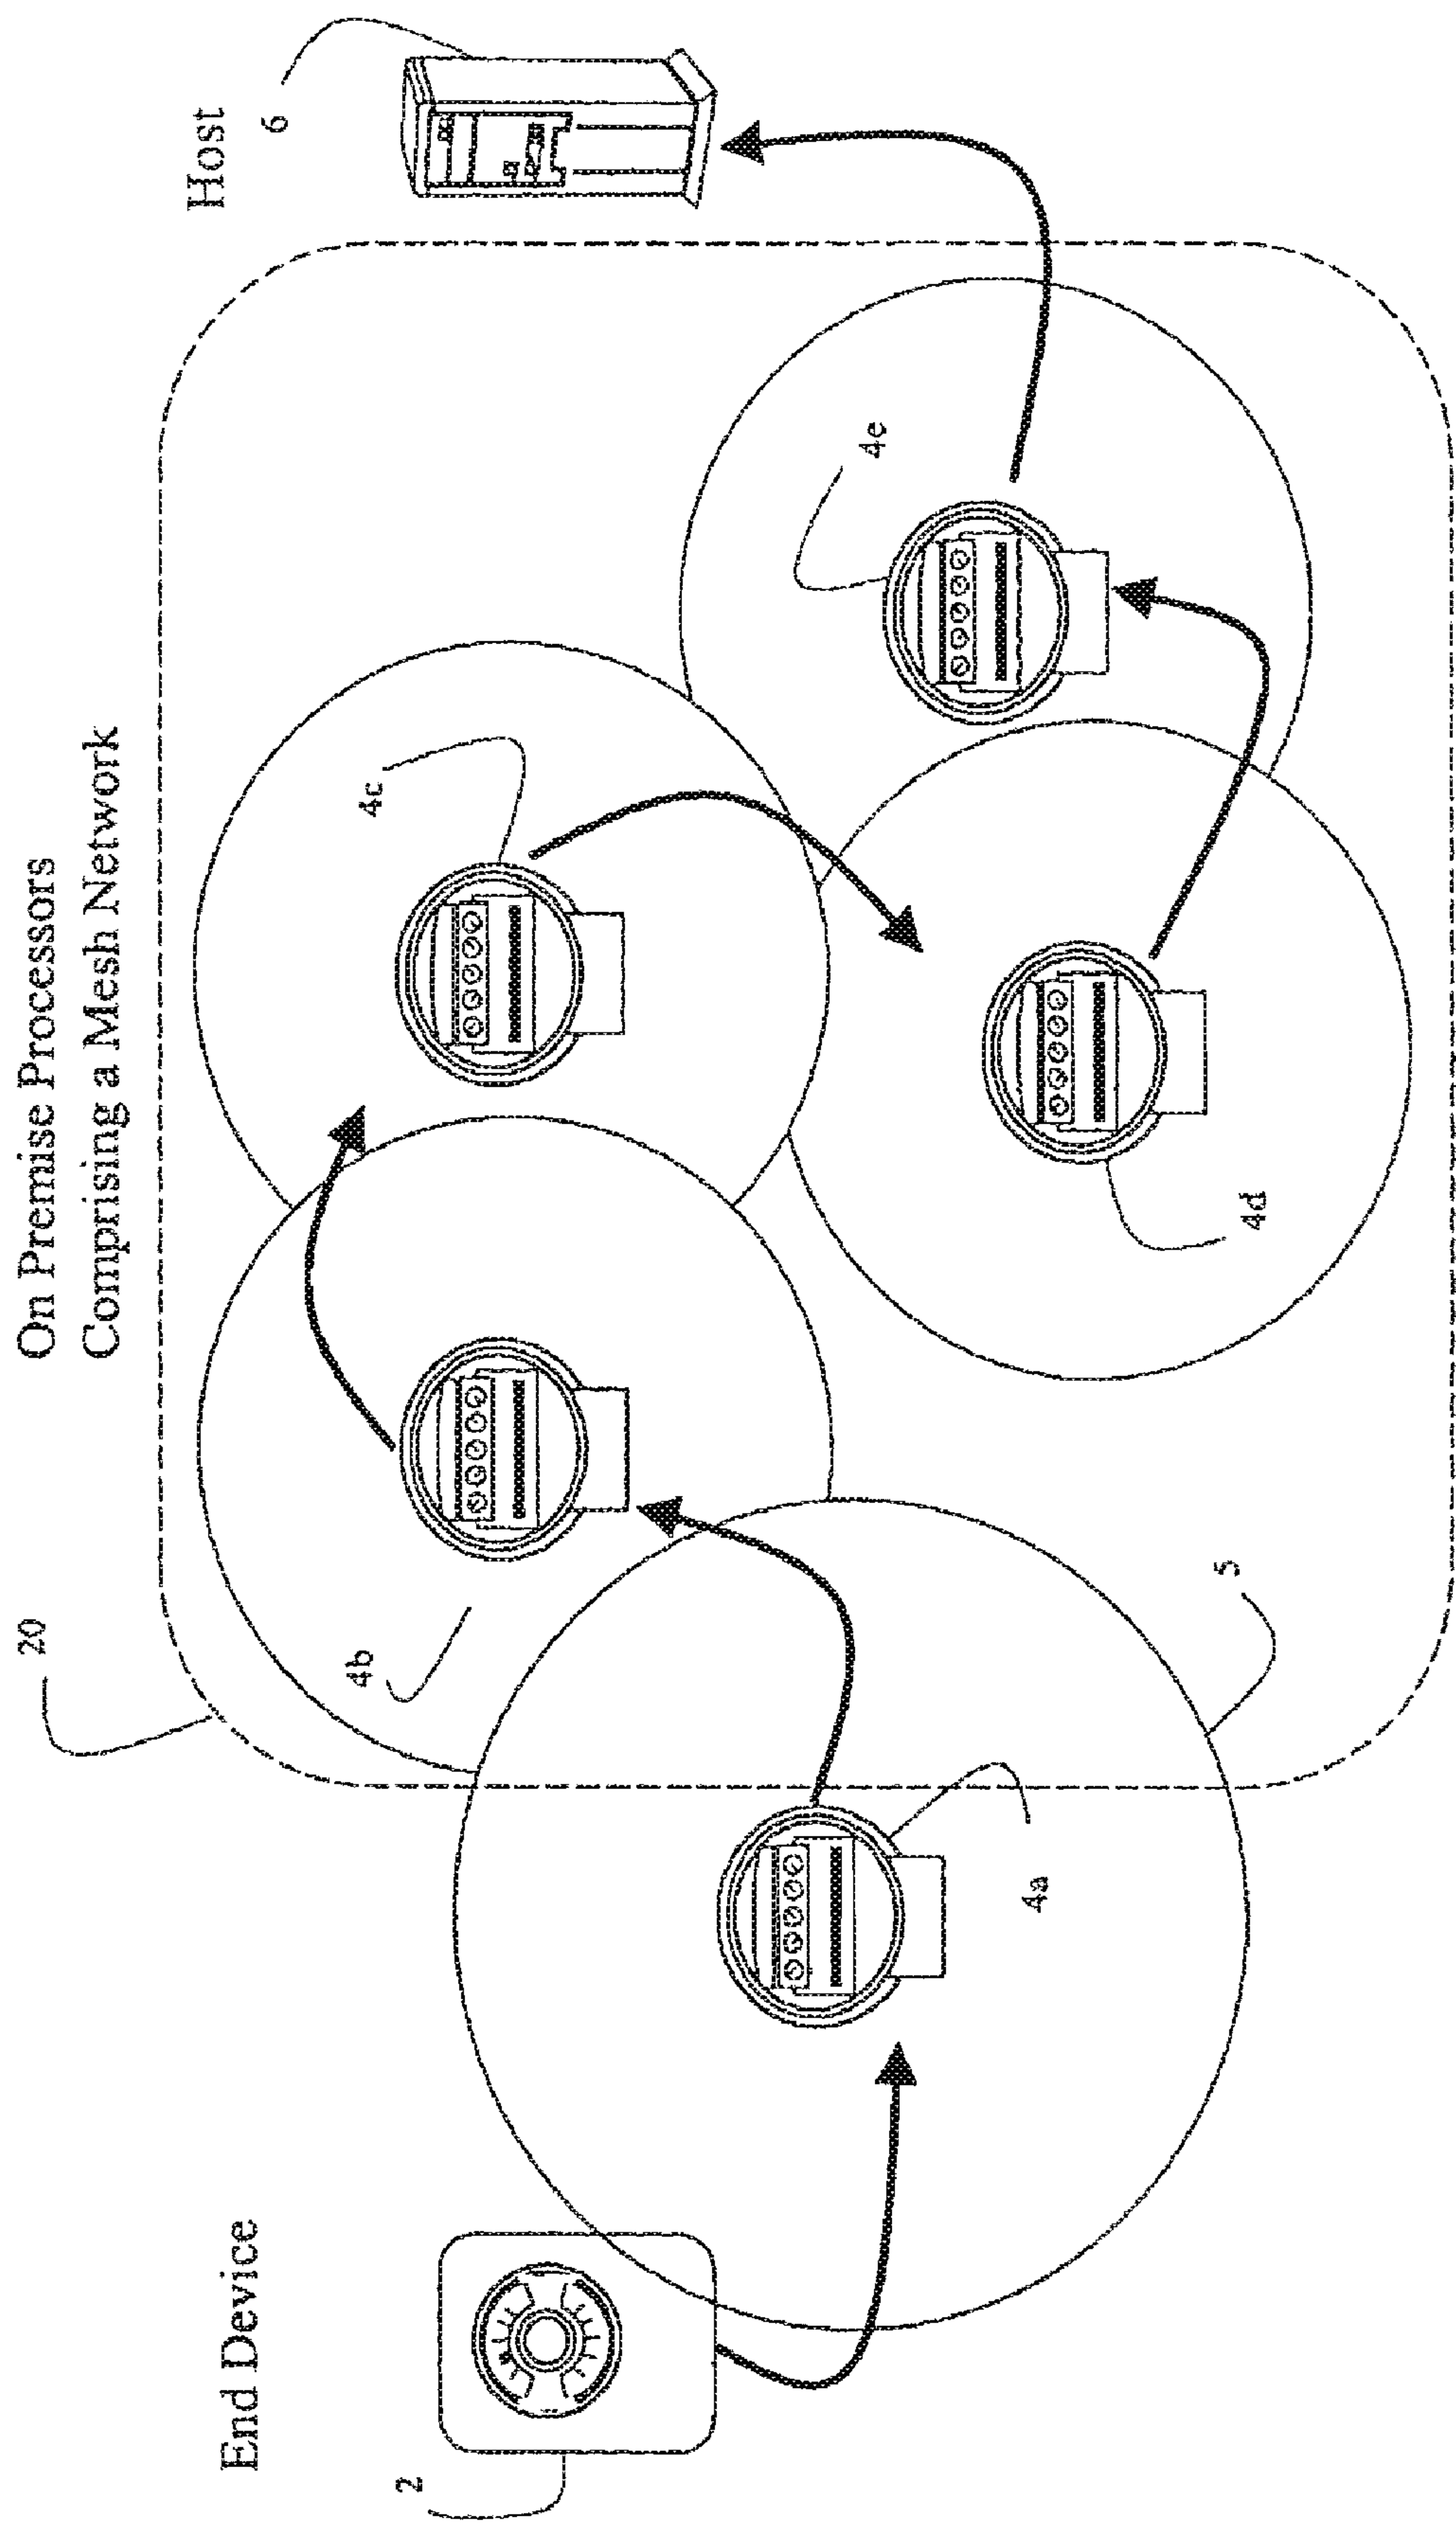 On Premise Processors
Comprising a Mesh Network
20
Host
6
End Device
2
4a
4b
4c
4d
4e
5